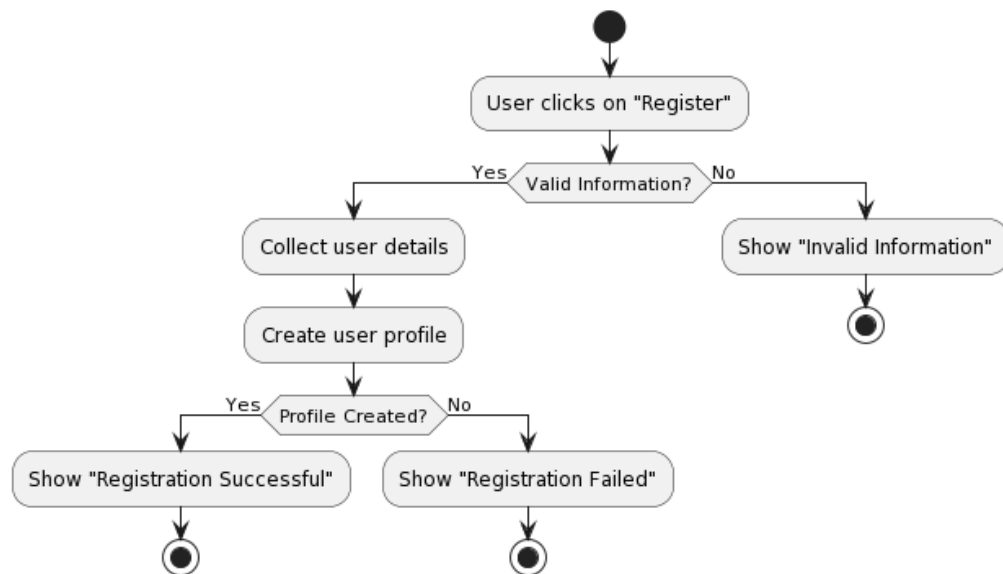 User clicks on "Register"
Yes
Valid Information?
No
Collect user details
Show "Invalid Information"
Create user profile
Yes
Profile Created?
No
Show "Registration Successful"
Show "Registration Failed"